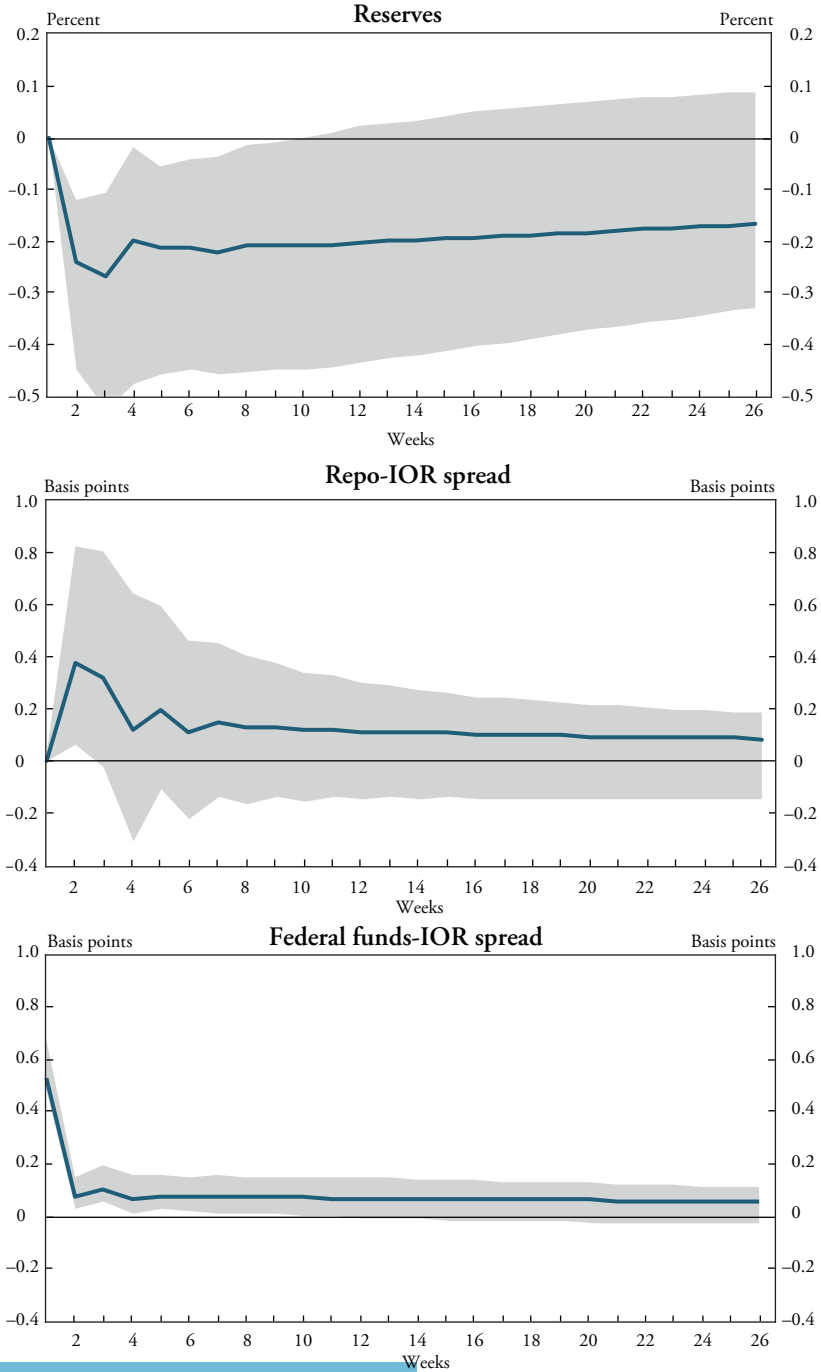 Reserves
Percent Percent
0.2 0.2
0.1 0.1
0 0
–0.1 –0.1
–0.2 –0.2
–0.3 –0.3
–0.4 –0.4
–0.5 –0.5
2 4 6 8 10 12 14 16 18 20 22 24 26
Weeks
Repo-IOR spread
Basis points Basis points
1.0 1.0
0.8 0.8
0.6 0.6
0.4 0.4
0.2 0.2
0 0
–0.2 –0.2
–0.4 –0.4
2 4 6 8 10 12 14 16 18 20 22 24 26
Weeks
Federal funds-IOR spread
Basis points Basis points
1.0 1.0
0.8 0.8
0.6 0.6
0.4 0.4
0.2 0.2
0 0
–0.2 –0.2
–0.4 –0.4
2 4 6 8 10 12 14 16 18 20 22 24 26
Weeks